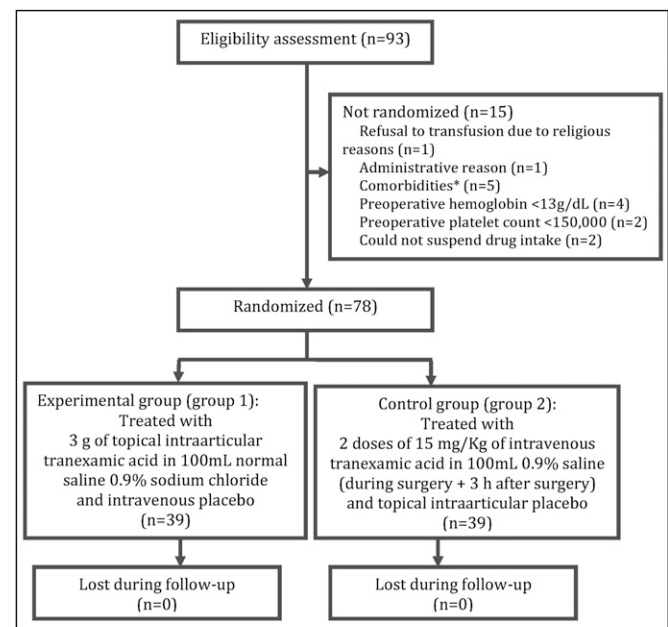 Eligibility assessment (n=93)
Not randomized (n=15)
Refusal to transfusion due to religious
reasons (n=1)
Administrative reason (n=1)
Comorbidities* (n=5)
Preoperative hemoglobin <13g/dL (n=4)
Preoperative platelet count <150,000 (n=2)
Could not suspend drug intake (n=2)
Randomized (n=78)
Experimental group (group 1):
Treated with
3 g of topical intraarticular
tranexamic acid in 100mL normal
saline 0.9% sodium chloride
and intravenous placebo
(n=39)
Control group (group 2):
Treated with
2 doses of 15 mg/Kg of intravenous
tranexamic acid in 100mL 0.9% saline
(during surgery + 3 h after surgery)
and topical intraarticular placebo
(n=39)
Lost during follow-up
(n=0)
Lost during follow-up
(n=0)